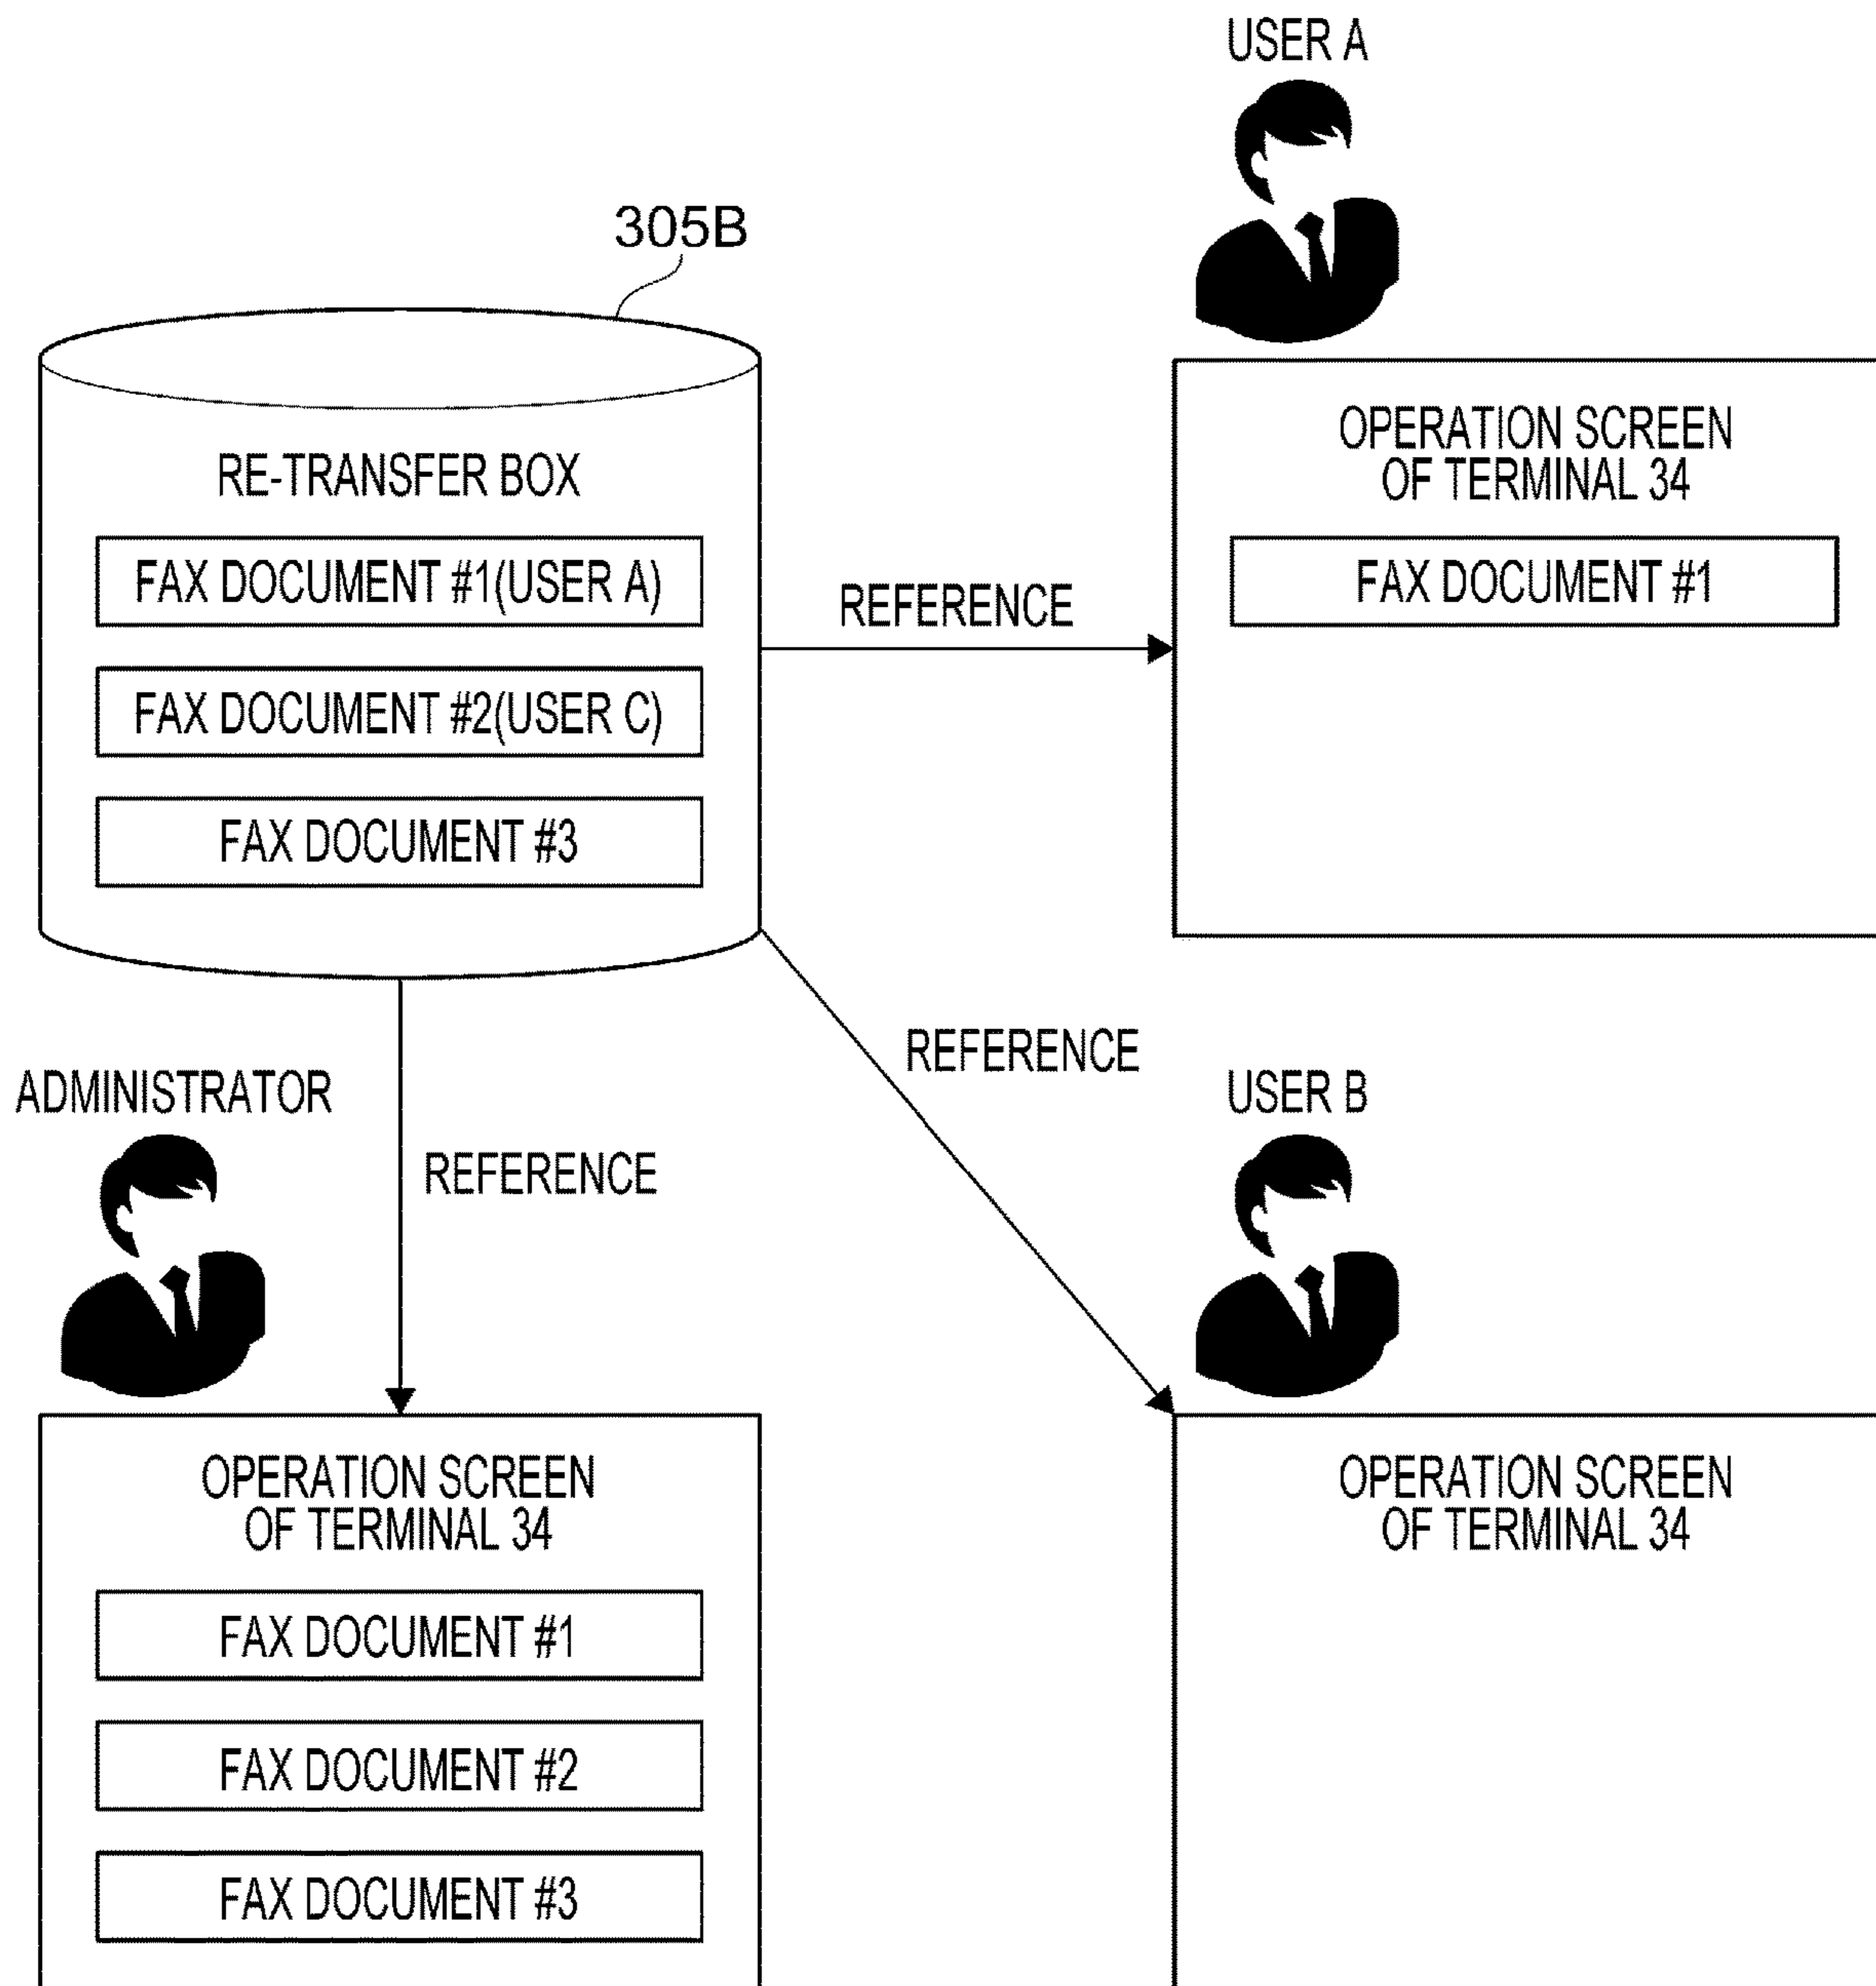 USER A
305B
RE-TRANSFER BOX
FAX DOCUMENT #1(USER A)
FAX DOCUMENT #2(USER C)
FAX DOCUMENT #3
REFERENCE
OPERATION SCREEN
OF TERMINAL 34
FAX DOCUMENT #1
ADMINISTRATOR
REFERENCE
REFERENCE
USER B
OPERATION SCREEN
OF TERMINAL 34
FAX DOCUMENT #1
FAX DOCUMENT #2
FAX DOCUMENT #3
OPERATION SCREEN
OF TERMINAL 34